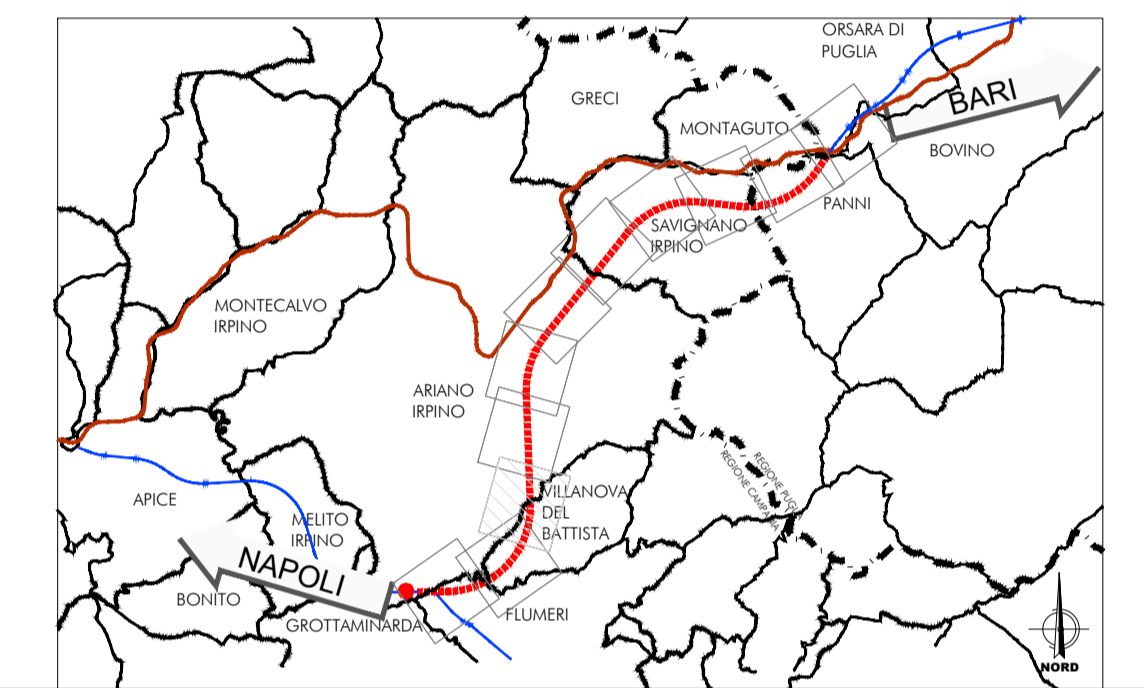 ORSARA DI
PUGLIA
GRECI
BARI
MONTAGUTO
BOVINO
PANNI
SAVIGNANO
IRPINO
MONTECALVO
IRPINO
ARIANO
IRPINO
REGIONE PUGLIA
REGIONE CAMPANIA
APICE
VILLANOVA
DEL
BATTISTA
MELITO
IRPINO
NAPOLI
BONITO
FLUMERI
GROTTAMINARDA
NORD